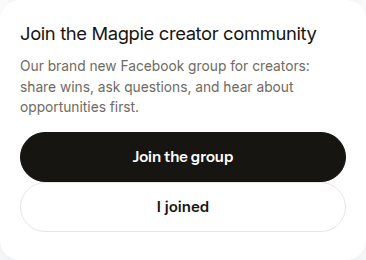 Join the Magpie creator community
Our brand new Facebook group for creators:
share wins, ask questions, and hear about
opportunities first.
Join the group
I joined